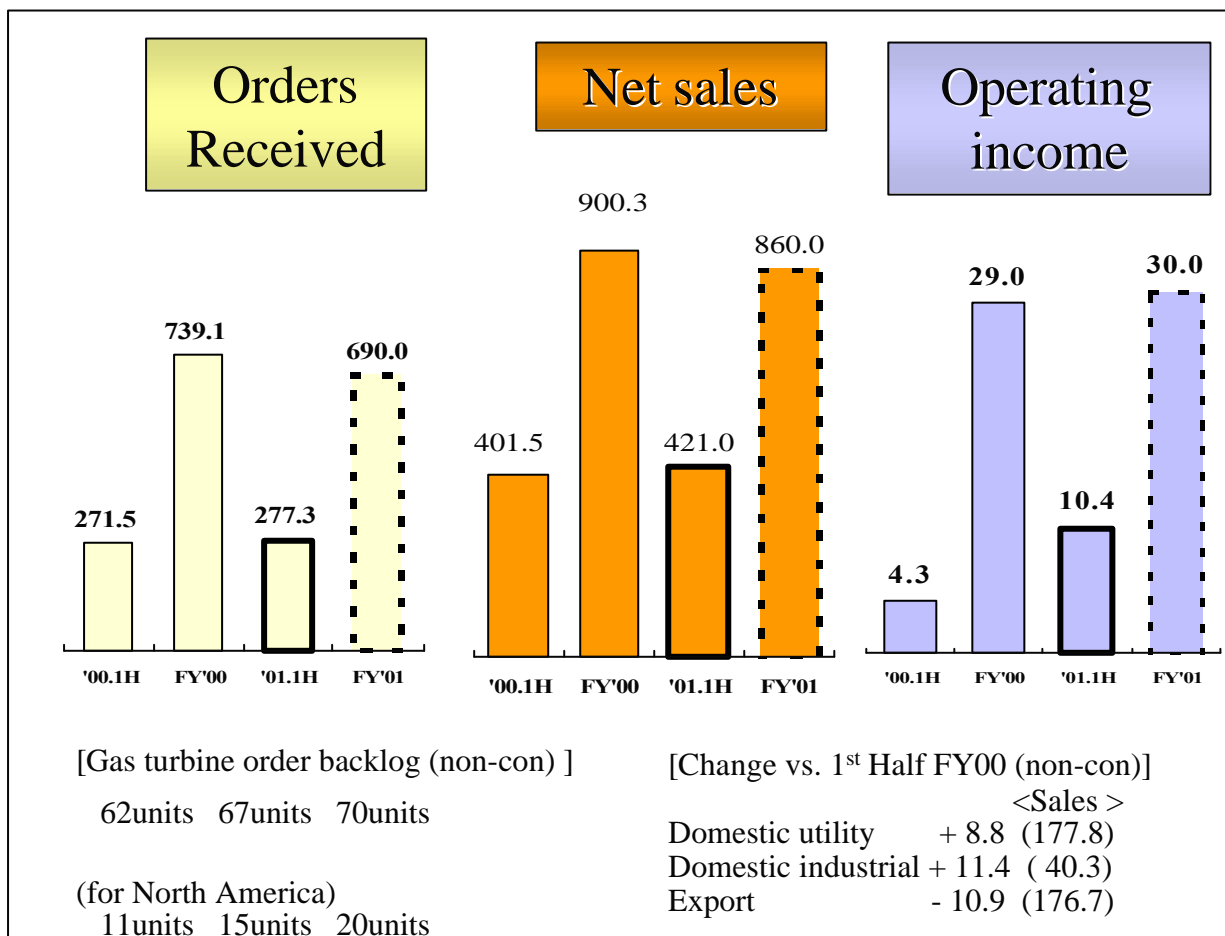 Orders
Received
Net sales
Operating
income
739.1
690.0
271.5
277.3
'00.1H FY'00 '01.1H FY'01
900.3
860.0
401.5
421.0
'00.1H FY'00 '01.1H FY'01
29.0
30.0
10.4
4.3
'00.1H FY'00 '01.1H FY'01
[Gas turbine order backlog (non-con) ]
62units 67units 70units
(for North America)
11units 15units 20units
[Change vs. 1st Half FY00 (non-con)]
<Sales >
Domestic utility + 8.8 (177.8)
Domestic industrial + 11.4 ( 40.3)
Export - 10.9 (176.7)